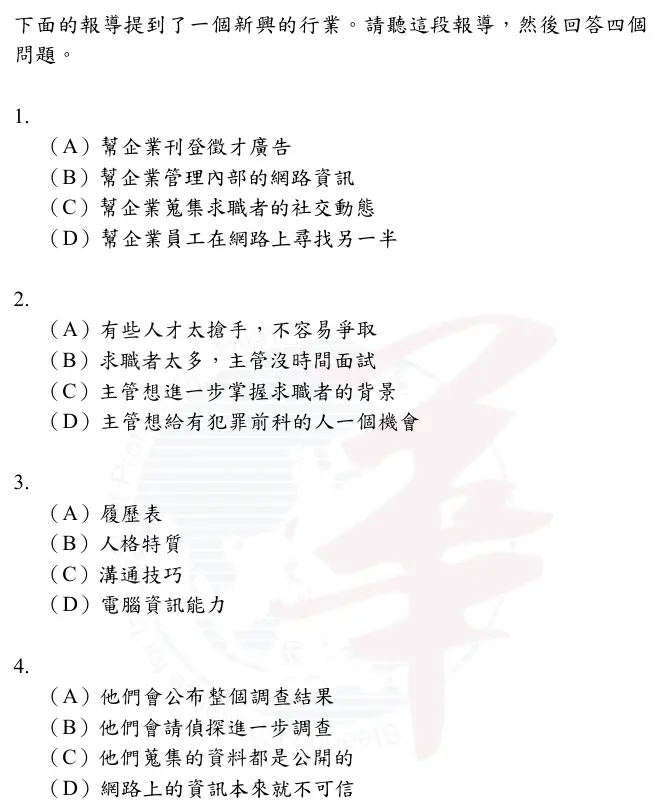 下面的報導提到了一個新興的行業。請聽這段報導，然後回答四個
問題。
1.
（A）幫企業刊登徵才廣告
（B）幫企業管理內部的網路資訊
（C）幫企業蒐集求職者的社交動態
（D）幫企業員工在網路上尋找另一半
2.
（A）有些人才太搶手，不容易爭取
（B）求職者太多，主管沒時間面試
（C）主管想進一步掌握求職者的背景
（D）主管想給有犯罪前科的人一個機會
3.
（A）履歷表
（B）人格特質
（C）溝通技巧
（D）電腦資訊能力
4.
（A）他們會公布整個調查結果
（B）他們會請偵探進一步調查
（C）他們蒐集的資料都是公開的
（D）網路上的資訊本來就不可信
華